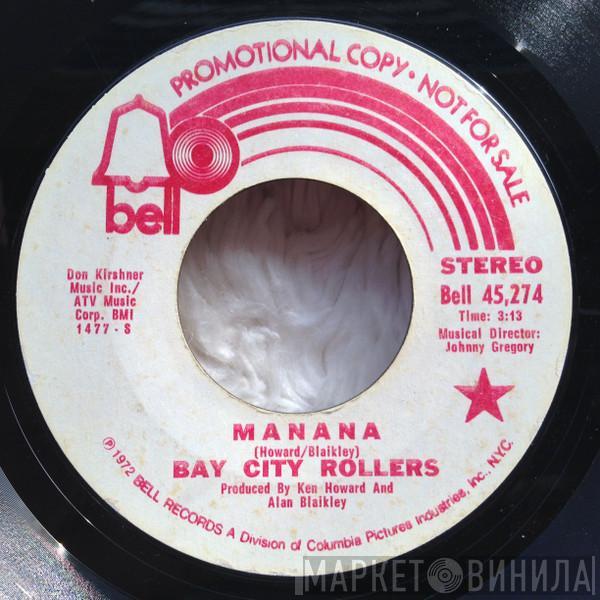 PROMOTIONAL COPY • NOT FOR SALE
bell
Don Kirshner
Music Inc./
ATV Music
Corp. BMI
1477 - S
STEREO
Bell 45,274
Time: 3:13
Musical Director:
Johnny Gregory
MANANA
(Howard/Blaikley)
BAY CITY ROLLERS
Produced By Ken Howard And
Alan Blaikley
℗ 1972 BELL RECORDS A Division of Columbia Pictures Industries, Inc., N.Y.C.
МАРКЕТ ВИНИЛА